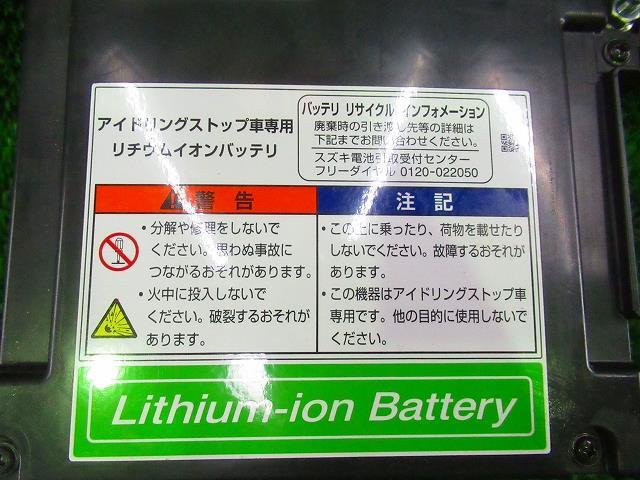 アイドリングストップ車専用
リチウムイオンバッテリ
バッテリ リサイクル インフォメーション
廃棄時の引き渡し先等の詳細は
下記までお問い合わせください。
スズキ電池引取受付センター
フリーダイヤル 0120-022050
警告
・分解や修理をしないで
ください。思わぬ事故に
つながるおそれがあります。
・火中に投入しないで
ください。破裂するおそれが
あります。
注記
・この上に乗ったり、荷物を載せたり
しないでください。故障するおそれが
あります。
・この機器はアイドリングストップ車
専用です。他の目的に使用しないで
ください。
Lithium-ion Battery